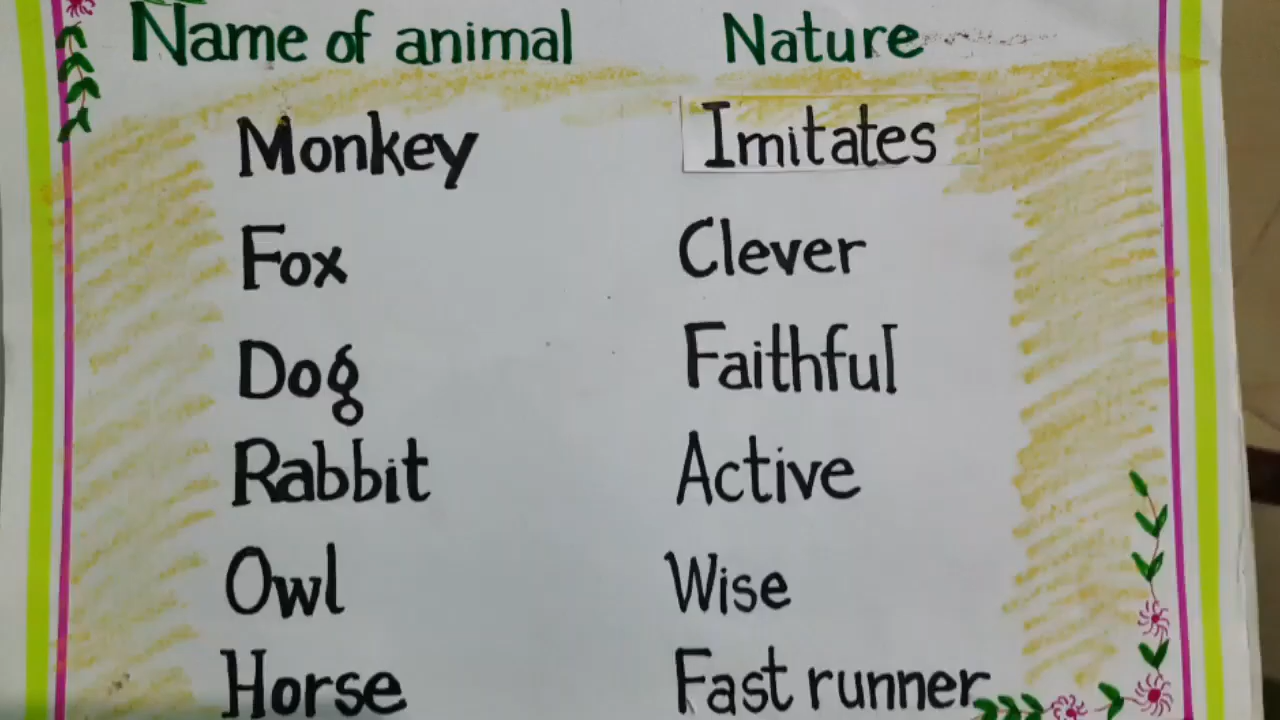 Name of animal Nature
Monkey Imitates
Fox Clever
Dog Faithful
Rabbit Active
Owl Wise
Horse Fast runner